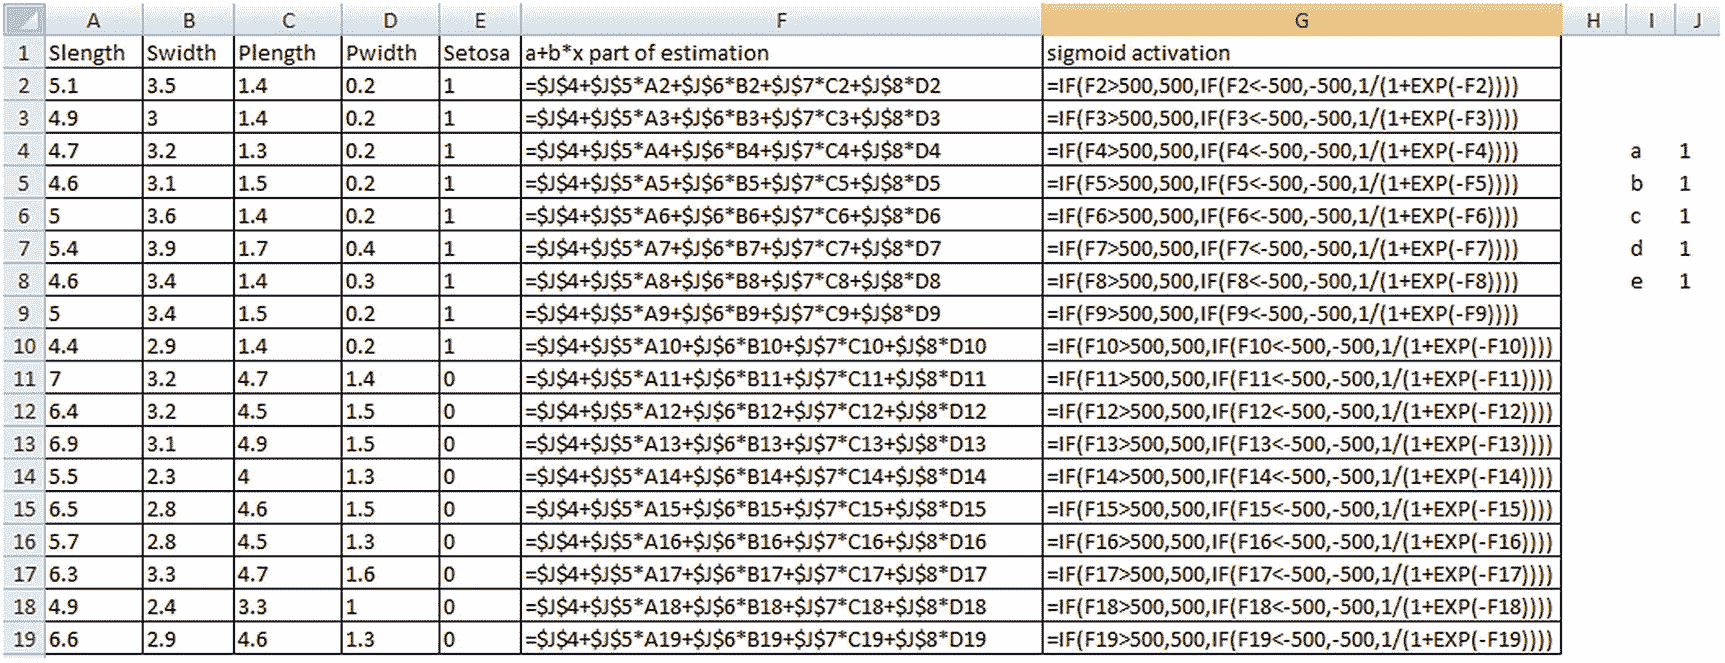 A B C D E F G H I J
1 Slength Swidth Plength Pwidth Setosa a+b*x part of estimation sigmoid activation
2 5.1 3.5 1.4 0.2 1 =$J$4+$J$5*A2+$J$6*B2+$J$7*C2+$J$8*D2 =IF(F2>500,500,IF(F2<-500,-500,1/(1+EXP(-F2))))
3 4.9 3 1.4 0.2 1 =$J$4+$J$5*A3+$J$6*B3+$J$7*C3+$J$8*D3 =IF(F3>500,500,IF(F3<-500,-500,1/(1+EXP(-F3))))
4 4.7 3.2 1.3 0.2 1 =$J$4+$J$5*A4+$J$6*B4+$J$7*C4+$J$8*D4 =IF(F4>500,500,IF(F4<-500,-500,1/(1+EXP(-F4)))) a 1
5 4.6 3.1 1.5 0.2 1 =$J$4+$J$5*A5+$J$6*B5+$J$7*C5+$J$8*D5 =IF(F5>500,500,IF(F5<-500,-500,1/(1+EXP(-F5)))) b 1
6 5 3.6 1.4 0.2 1 =$J$4+$J$5*A6+$J$6*B6+$J$7*C6+$J$8*D6 =IF(F6>500,500,IF(F6<-500,-500,1/(1+EXP(-F6)))) c 1
7 5.4 3.9 1.7 0.4 1 =$J$4+$J$5*A7+$J$6*B7+$J$7*C7+$J$8*D7 =IF(F7>500,500,IF(F7<-500,-500,1/(1+EXP(-F7)))) d 1
8 4.6 3.4 1.4 0.3 1 =$J$4+$J$5*A8+$J$6*B8+$J$7*C8+$J$8*D8 =IF(F8>500,500,IF(F8<-500,-500,1/(1+EXP(-F8)))) e 1
9 5 3.4 1.5 0.2 1 =$J$4+$J$5*A9+$J$6*B9+$J$7*C9+$J$8*D9 =IF(F9>500,500,IF(F9<-500,-500,1/(1+EXP(-F9))))
10 4.4 2.9 1.4 0.2 1 =$J$4+$J$5*A10+$J$6*B10+$J$7*C10+$J$8*D10 =IF(F10>500,500,IF(F10<-500,-500,1/(1+EXP(-F10))))
11 7 3.2 4.7 1.4 0 =$J$4+$J$5*A11+$J$6*B11+$J$7*C11+$J$8*D11 =IF(F11>500,500,IF(F11<-500,-500,1/(1+EXP(-F11))))
12 6.4 3.2 4.5 1.5 0 =$J$4+$J$5*A12+$J$6*B12+$J$7*C12+$J$8*D12 =IF(F12>500,500,IF(F12<-500,-500,1/(1+EXP(-F12))))
13 6.9 3.1 4.9 1.5 0 =$J$4+$J$5*A13+$J$6*B13+$J$7*C13+$J$8*D13 =IF(F13>500,500,IF(F13<-500,-500,1/(1+EXP(-F13))))
14 5.5 2.3 4 1.3 0 =$J$4+$J$5*A14+$J$6*B14+$J$7*C14+$J$8*D14 =IF(F14>500,500,IF(F14<-500,-500,1/(1+EXP(-F14))))
15 6.5 2.8 4.6 1.5 0 =$J$4+$J$5*A15+$J$6*B15+$J$7*C15+$J$8*D15 =IF(F15>500,500,IF(F15<-500,-500,1/(1+EXP(-F15))))
16 5.7 2.8 4.5 1.3 0 =$J$4+$J$5*A16+$J$6*B16+$J$7*C16+$J$8*D16 =IF(F16>500,500,IF(F16<-500,-500,1/(1+EXP(-F16))))
17 6.3 3.3 4.7 1.6 0 =$J$4+$J$5*A17+$J$6*B17+$J$7*C17+$J$8*D17 =IF(F17>500,500,IF(F17<-500,-500,1/(1+EXP(-F17))))
18 4.9 2.4 3.3 1 0 =$J$4+$J$5*A18+$J$6*B18+$J$7*C18+$J$8*D18 =IF(F18>500,500,IF(F18<-500,-500,1/(1+EXP(-F18))))
19 6.6 2.9 4.6 1.3 0 =$J$4+$J$5*A19+$J$6*B19+$J$7*C19+$J$8*D19 =IF(F19>500,500,IF(F19<-500,-500,1/(1+EXP(-F19))))